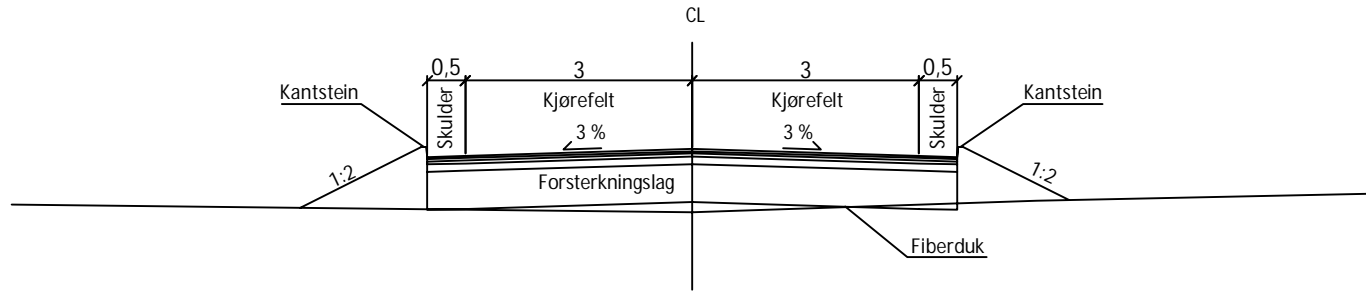 CL
0,5
3
3
0,5
Kantstein
Skulder
Kjørefelt
Kjørefelt
Skulder
Kantstein
3 %
3 %
1:2
Forsterkningslag
1:2
Fiberduk